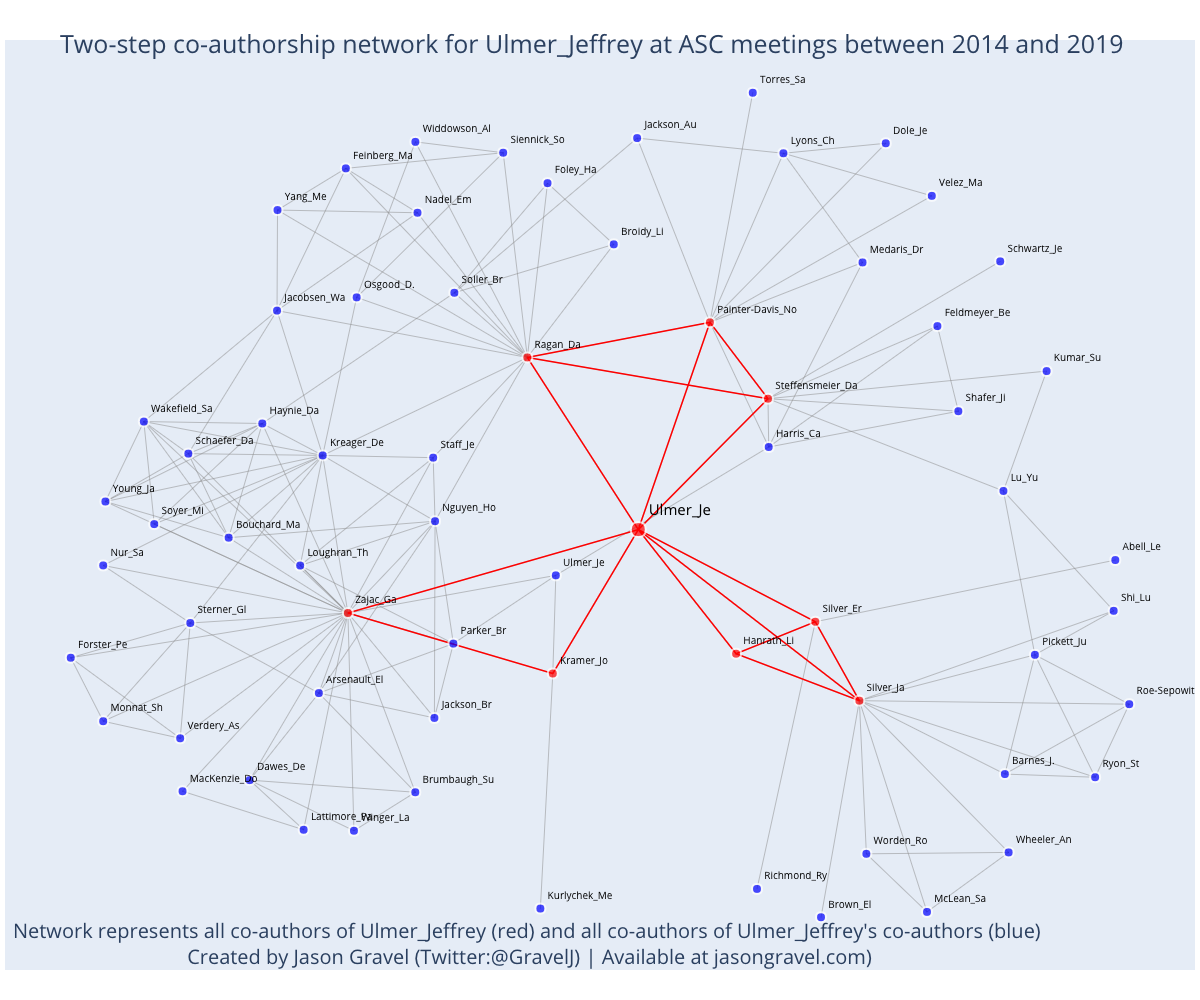 Two-step co-authorship network for Ulmer_Jeffrey at ASC meetings between 2014 and 2019
Torres_Sa
Jackson_Au
Widdowson_Al
Dole_Je
Siennick_So
Lyons_Ch
Feinberg_Ma
Foley_Ha
Velez_Ma
Yang_Me
Nadel_Em
Broidy_Li
Medaris_Dr
Schwartz_Je
Soller_Br
Osgood_D.
Jacobsen_Wa
Painter-Davis_No
Feldmeyer_Be
Ragan_Da
Kumar_Su
Steffensmeier_Da
Shafer_Ji
Wakefield_Sa
Haynie_Da
Harris_Ca
Schaefer_Da
Kreager_De
Staff_Je
Lu_Yu
Young_Ja
Nguyen_Ho
Soyer_Mi
Ulmer_Je
Bouchard_Ma
Abell_Le
Nur_Sa
Loughran_Th
Ulmer_Je
Shi_Lu
Zajac_Ga
Sterner_Gl
Silver_Er
Parker_Br
Hanrath_Li
Pickett_Ju
Forster_Pe
Kramer_Jo
Arsenault_El
Silver_Ja
Roe-Sepowit
Monnat_Sh
Jackson_Br
Verdery_As
Barnes_J.
Ryon_St
Dawes_De
MacKenzie_Do
Brumbaugh_Su
Lattimore_Pa
Winger_La
Worden_Ro
Wheeler_An
Richmond_Ry
Kurlychek_Me
McLean_Sa
Brown_El
Network represents all co-authors of Ulmer_Jeffrey (red) and all co-authors of Ulmer_Jeffrey's co-authors (blue)
Created by Jason Gravel (Twitter:@GravelJ) | Available at jasongravel.com)